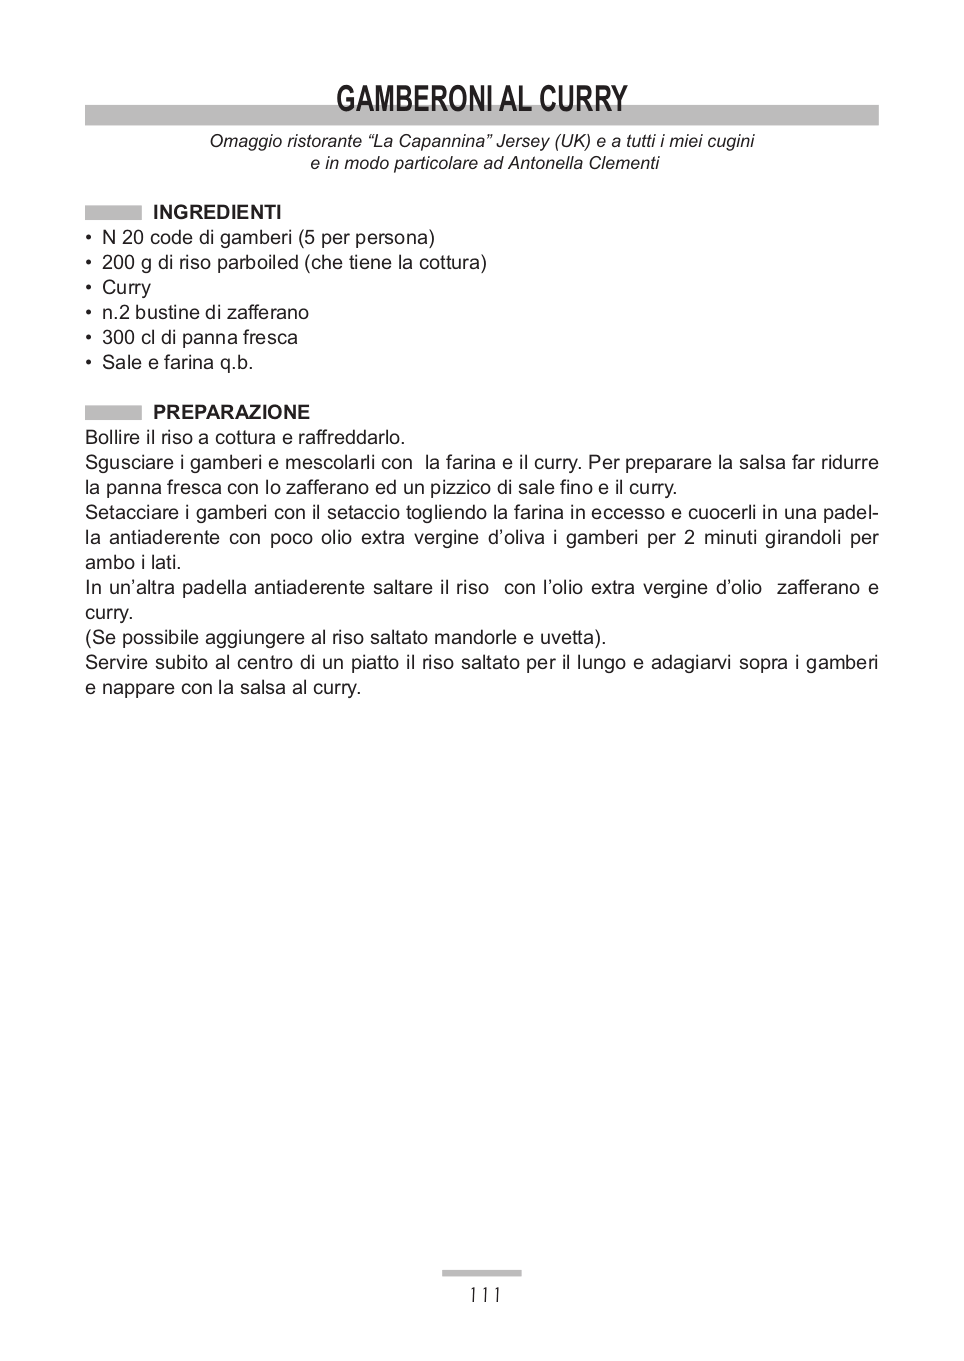 GAMBERONI AL CURRY
Omaggio ristorante “La Capannina” Jersey (UK) e a tutti i miei cugini
e in modo particolare ad Antonella Clementi
INGREDIENTI
• N 20 code di gamberi (5 per persona)
• 200 g di riso parboiled (che tiene la cottura)
• Curry
• n.2 bustine di zafferano
• 300 cl di panna fresca
• Sale e farina q.b.
PREPARAZIONE
Bollire il riso a cottura e raffreddarlo.
Sgusciare i gamberi e mescolarli con  la farina e il curry. Per preparare la salsa far ridurre
la panna fresca con lo zafferano ed un pizzico di sale fino e il curry.
Setacciare i gamberi con il setaccio togliendo la farina in eccesso e cuocerli in una padel-
la antiaderente con poco olio extra vergine d’oliva i gamberi per 2 minuti girandoli per
ambo i lati.
In un’altra padella antiaderente saltare il riso  con l’olio extra vergine d’olio  zafferano e
curry.
(Se possibile aggiungere al riso saltato mandorle e uvetta).
Servire subito al centro di un piatto il riso saltato per il lungo e adagiarvi sopra i gamberi
e nappare con la salsa al curry.
111